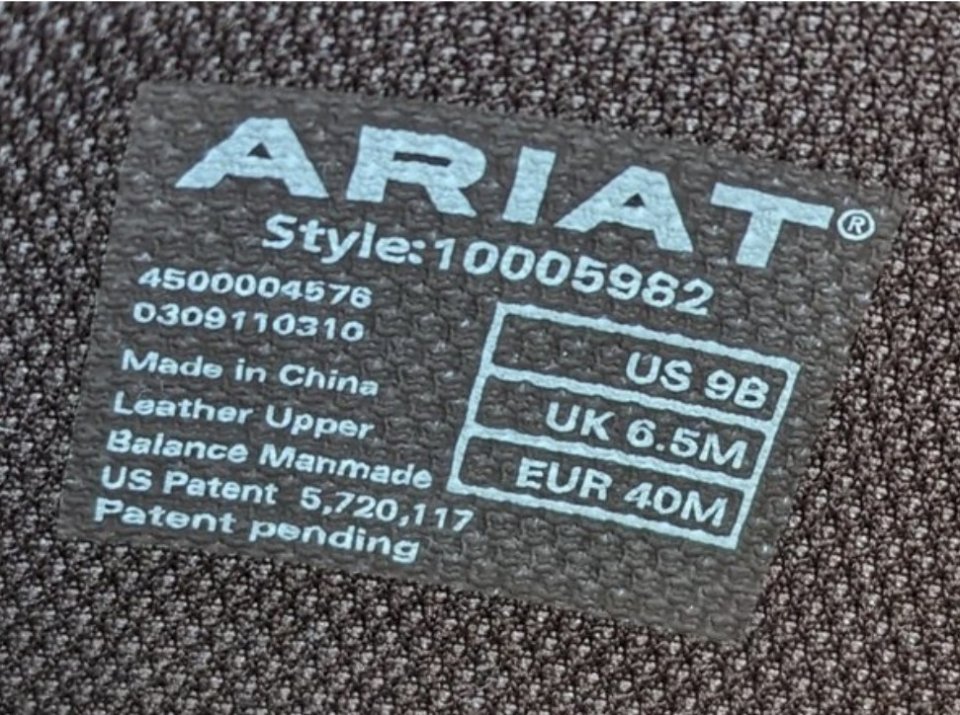 ARIAT®
Style:10005982
4500004576
0309110310
Made in China
Leather Upper
Balance Manmade
US Patent 5,720,117
Patent pending
US 9B
UK 6.5M
EUR 40M